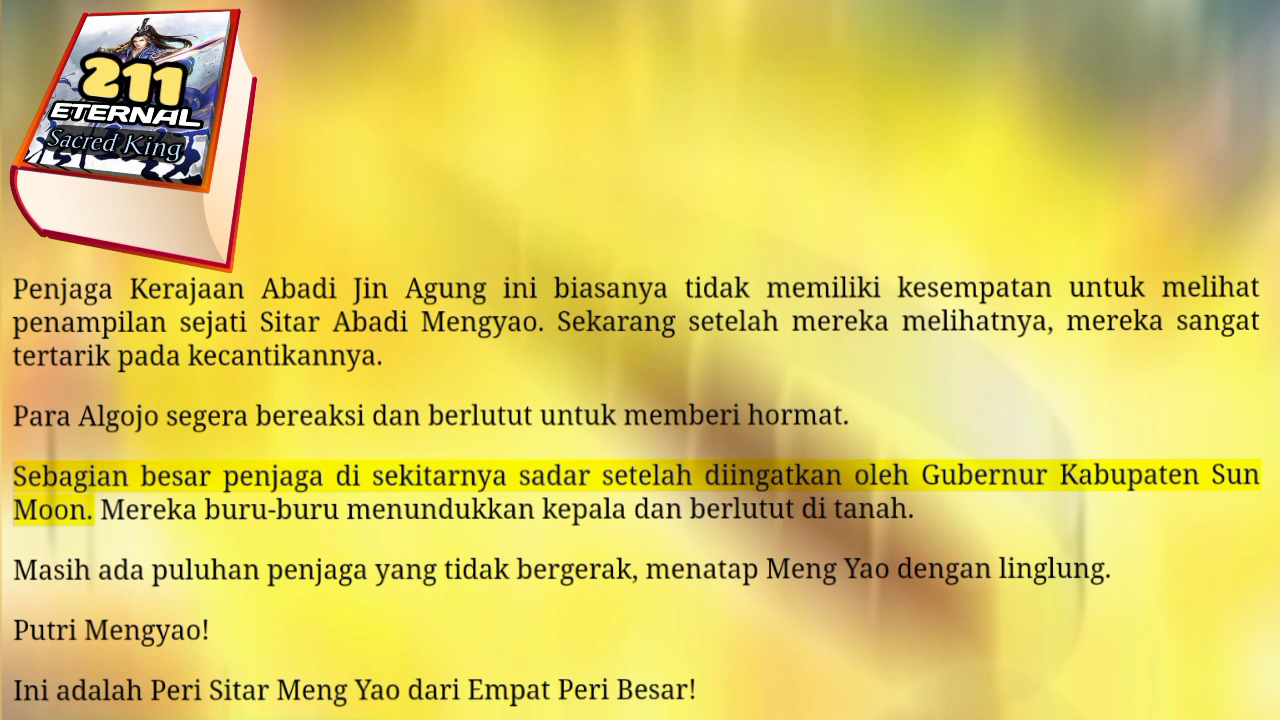 211
ETERNAL
Sacred King
Penjaga Kerajaan Abadi Jin Agung ini biasanya tidak memiliki kesempatan untuk melihat
penampilan sejati Sitar Abadi Mengyao. Sekarang setelah mereka melihatnya, mereka sangat
tertarik pada kecantikannya.
Para Algojo segera bereaksi dan berlutut untuk memberi hormat.
Sebagian besar penjaga di sekitarnya sadar setelah diingatkan oleh Gubernur Kabupaten Sun
Moon. Mereka buru-buru menundukkan kepala dan berlutut di tanah.
Masih ada puluhan penjaga yang tidak bergerak, menatap Meng Yao dengan linglung.
Putri Mengyao!
Ini adalah Peri Sitar Meng Yao dari Empat Peri Besar!